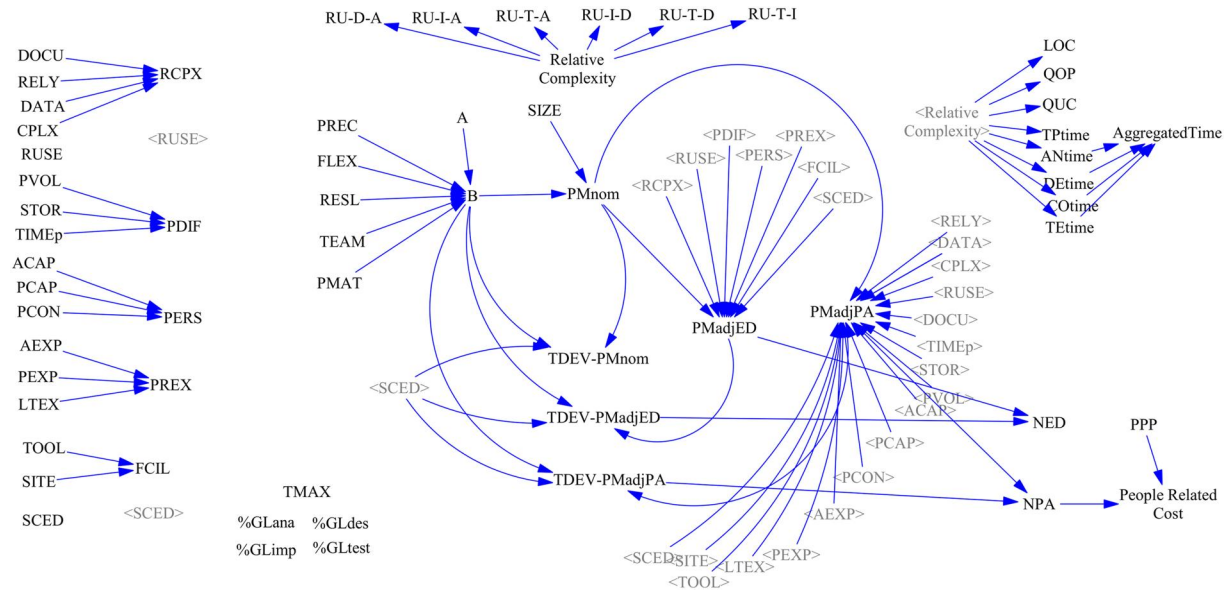 RU-D-A
RU-I-A
RU-T-A
RU-I-D
RU-T-D
RU-T-I
Relative
Complexity
DOCU
RELY
DATA
CPLX
RCPX
RUSE
<RUSE>
PVOL
STOR
TIMEp
PDIF
ACAP
PCAP
PCON
PERS
AEXP
PEXP
LTEX
PREX
TOOL
SITE
FCIL
SCED
<SCED>
TMAX
%GLana
%GLdes
%GLimp
%GLtest
PREC
FLEX
RESL
TEAM
PMAT
A
B
SIZE
PMnom
<RCPX>
<RUSE>
<PDIF>
<PERS>
<PREX>
<FCIL>
<SCED>
PMadjED
PMadjPA
<SCED>
TDEV-PMnom
TDEV-PMadjED
TDEV-PMadjPA
<RELY>
<DATA>
<CPLX>
<RUSE>
<DOCU>
<TIMEp>
<STOR>
<PVOL>
<ACAP>
<PCAP>
<PCON>
<AEXP>
<PEXP>
<LTEX>
<SITE>
<TOOL>
<SCED>
<Relative
Complexity>
LOC
QOP
QUC
TPtime
ANtime
DEtime
COtime
TEtime
AggregatedTime
NED
NPA
PPP
People Related
Cost